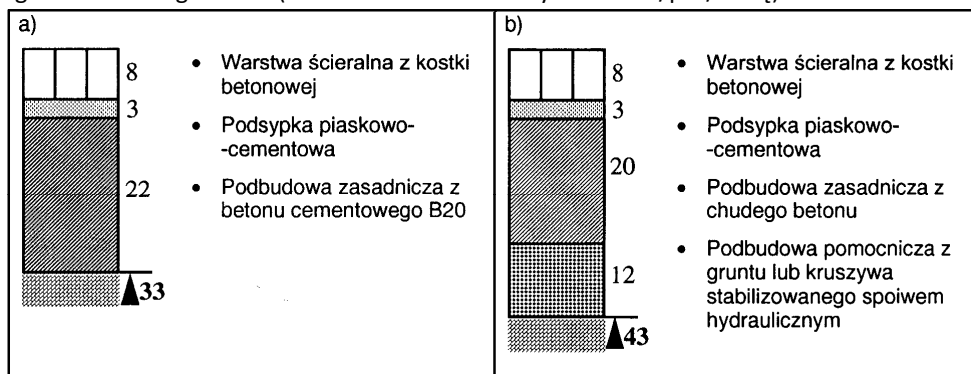 a)
8
3
22
33
• Warstwa ścieralna z kostki
betonowej
• Podsypka piaskowo-
-cementowa
• Podbudowa zasadnicza z
betonu cementowego B20
b)
8
3
20
12
43
• Warstwa ścieralna z kostki
betonowej
• Podsypka piaskowo-
-cementowa
• Podbudowa zasadnicza z
chudego betonu
• Podbudowa pomocnicza z
gruntu lub kruszywa
stabilizowanego spoiwem
hydraulicznym